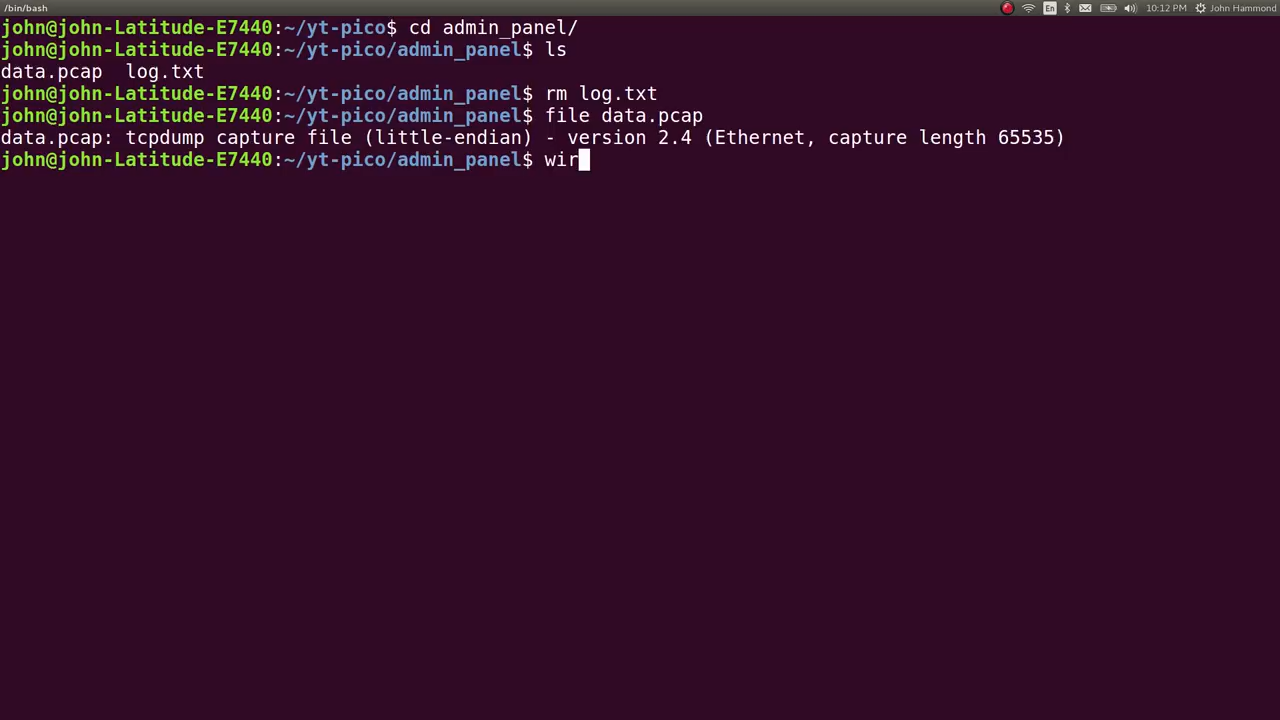 /bin/bash
En
10:12 PM
John Hammond
john@john-Latitude-E7440:~/yt-pico$ cd admin_panel/
john@john-Latitude-E7440:~/yt-pico/admin_panel$ ls
data.pcap  log.txt
john@john-Latitude-E7440:~/yt-pico/admin_panel$ rm log.txt
john@john-Latitude-E7440:~/yt-pico/admin_panel$ file data.pcap
data.pcap: tcpdump capture file (little-endian) - version 2.4 (Ethernet, capture length 65535)
john@john-Latitude-E7440:~/yt-pico/admin_panel$ wir